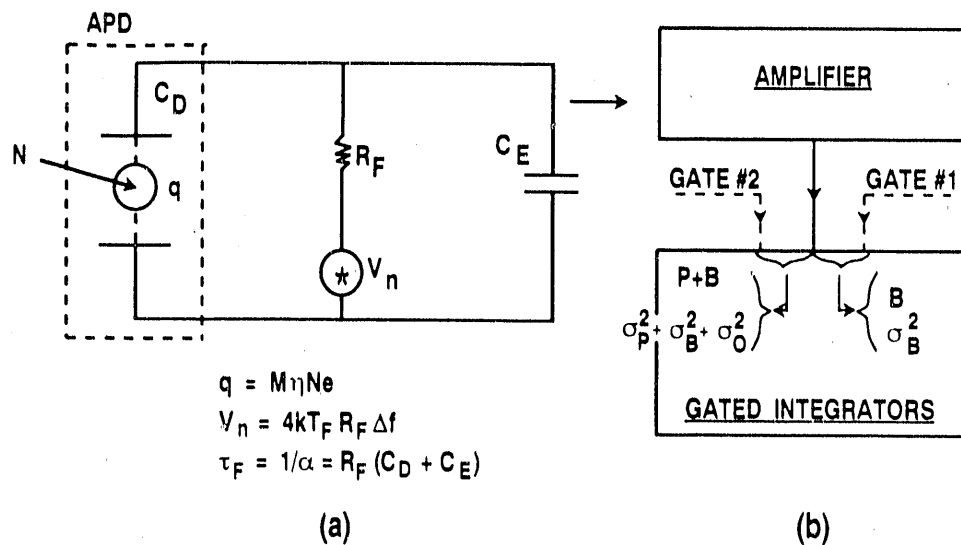 APD
C_D
N
q
R_F
V_n
C_E
q = MηNe
V_n = 4kT_F R_F Δf
τ_F = 1/α = R_F (C_D + C_E)
(a)
AMPLIFIER
GATE #2
GATE #1
P+B
σ_P^2 + σ_B^2 + σ_O^2
B
σ_B^2
GATED INTEGRATORS
(b)